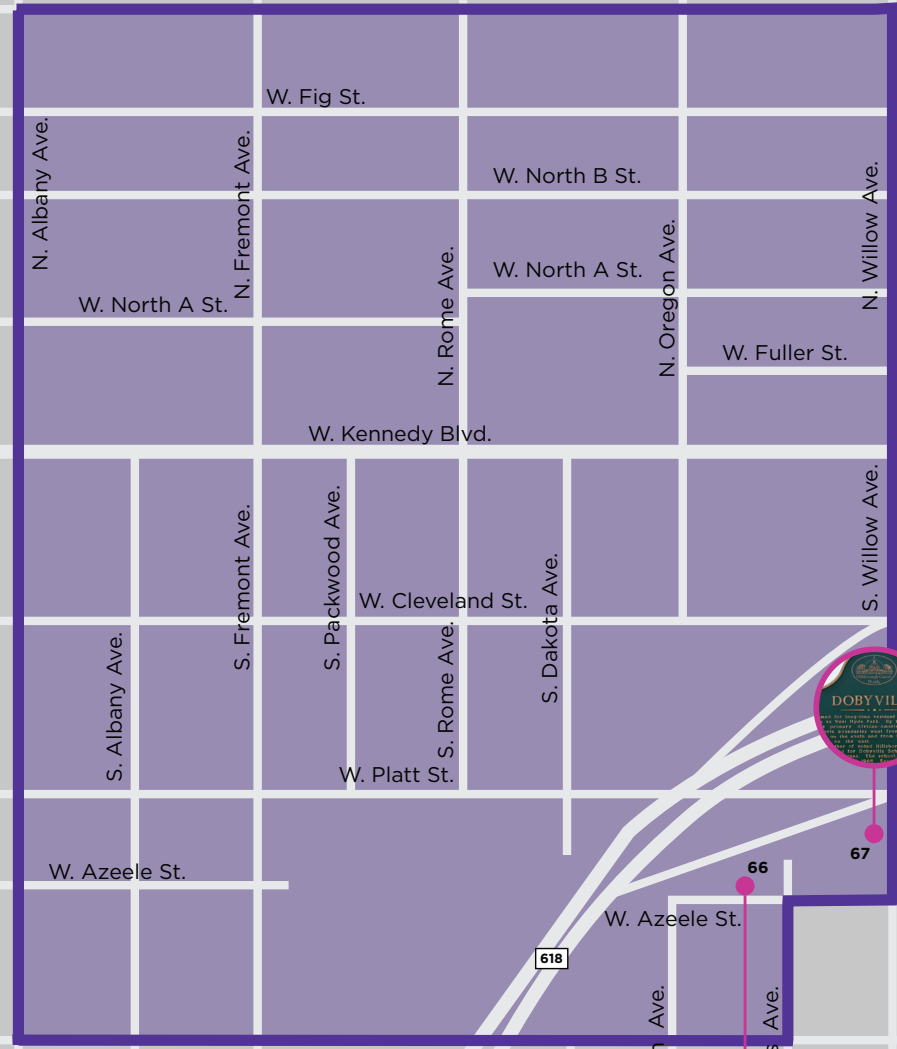 W. Fig St.
N. Albany Ave.
N. Fremont Ave.
W. North B St.
N. Willow Ave.
N. Rome Ave.
W. North A St.
N. Oregon Ave.
W. North A St.
W. Fuller St.
W. Kennedy Blvd.
S. Willow Ave.
S. Fremont Ave.
S. Packwood Ave.
S. Dakota Ave.
W. Cleveland St.
S. Albany Ave.
S. Rome Ave.
DOBYVIL
W. Platt St.
67
66
W. Azeele St.
W. Azeele St.
618
n Ave.
s Ave.